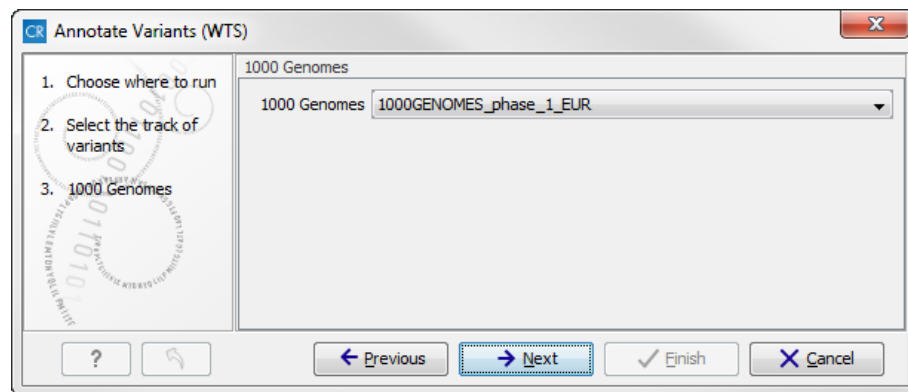 CR Annotate Variants (WTS)
1. Choose where to run
2. Select the track of
variants
3. 1000 Genomes
1000 Genomes
1000 Genomes 1000GENOMES_phase_1_EUR
? Previous Next Finish Cancel